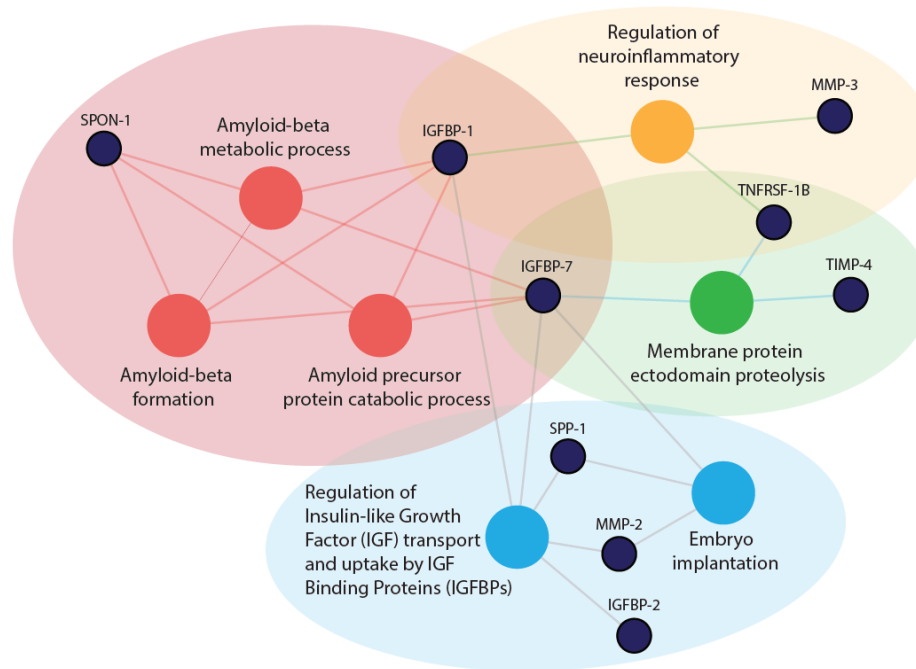 Regulation of
neuroinflammatory
response
MMP-3
SPON-1
Amyloid-beta
metabolic process
IGFBP-1
TNFRSF-1B
IGFBP-7
TIMP-4
Amyloid-beta
formation
Amyloid precursor
protein catabolic process
Membrane protein
ectodomain proteolysis
SPP-1
Regulation of
Insulin-like Growth
Factor (IGF) transport
and uptake by IGF
Binding Proteins (IGFBPs)
MMP-2
Embryo
implantation
IGFBP-2